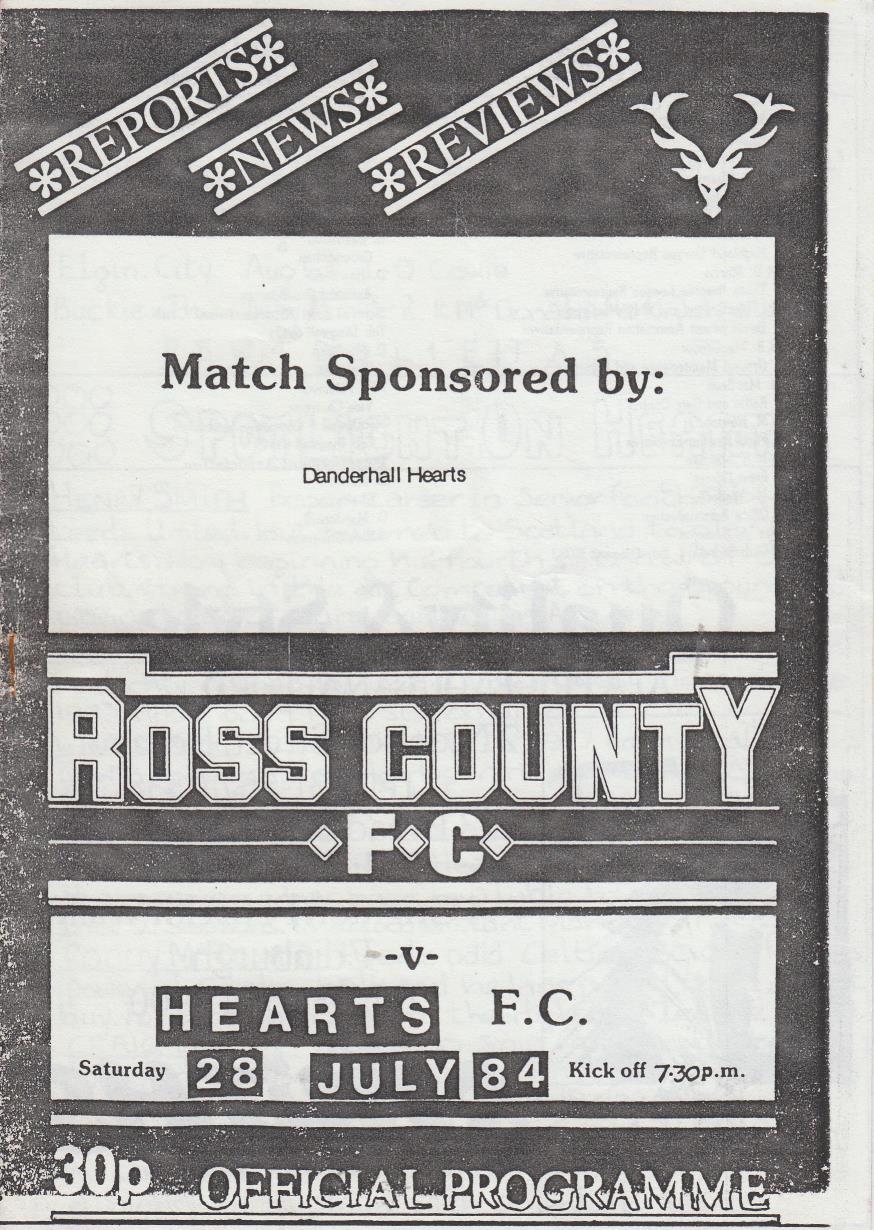 *REPORTS*
*NEWS*
*REVIEWS*
Match Sponsored by:
Danderhall Hearts
ROSS COUNTY
F.C
-v-
HEARTS F.C.
Saturday 28 JULY 84 Kick off 7.30p.m.
30p OFFICIAL PROGRAMME